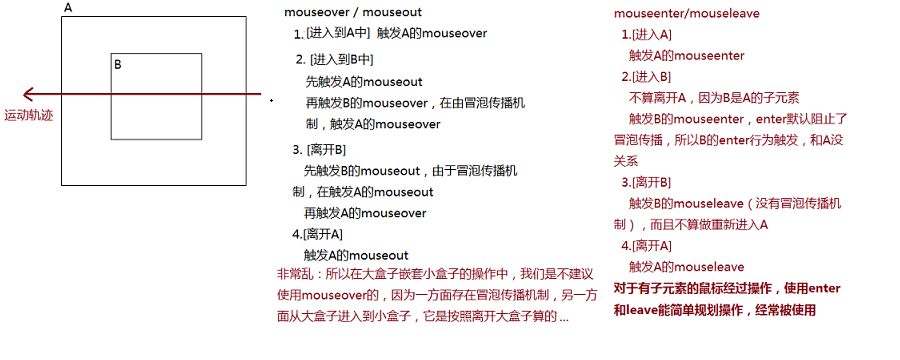 A
B
运动轨迹
mouseover / mouseout
1.[进入到A中] 触发A的mouseover
2. [进入到B中]
先触发A的mouseout
再触发B的mouseover，在由冒泡传播机
制，触发A的mouseover
3. [离开B]
先触发B的mouseout，由于冒泡传播机
制，在触发A的mouseout
再触发A的mouseover
4.[离开A]
触发A的mouseout
非常乱：所以在大盒子嵌套小盒子的操作中，我们是不建议
使用mouseover的，因为一方面存在冒泡传播机制，另一方
面从大盒子进入到小盒子，它是按照离开大盒子算的 ...
mouseenter/mouseleave
1.[进入A]
触发A的mouseenter
2.[进入B]
不算离开A，因为B是A的子元素
触发B的mouseenter，enter默认阻止了
冒泡传播，所以B的enter行为触发，和A没
关系
3.[离开B]
触发B的mouseleave（没有冒泡传播机
制），而且不算做重新进入A
4.[离开A]
触发A的mouseleave
对于有子元素的鼠标经过操作，使用enter
和leave能简单规划操作，经常被使用